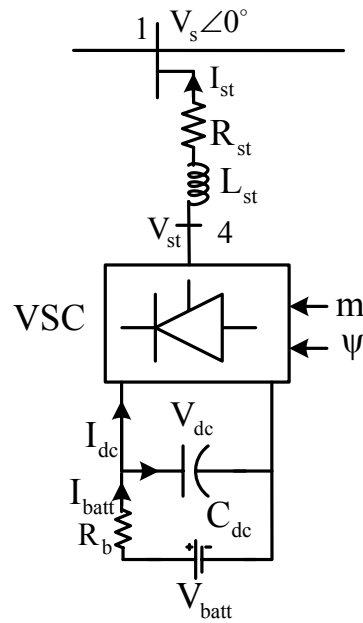 1 V_s∠0°
I_st
R_st
L_st
V_st 4
VSC
m
ψ
V_dc
I_dc
I_batt
C_dc
R_b
+ -
V_batt